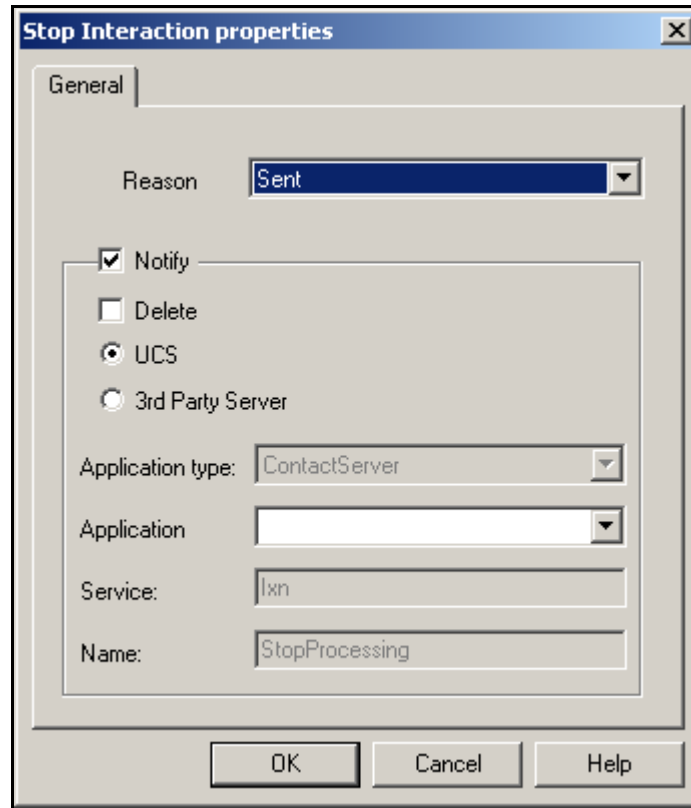 Stop Interaction properties
General
Reason Sent
Notify
Delete
UCS
3rd Party Server
Application type: ContactServer
Application
Service: Ixn
Name: StopProcessing
OK Cancel Help